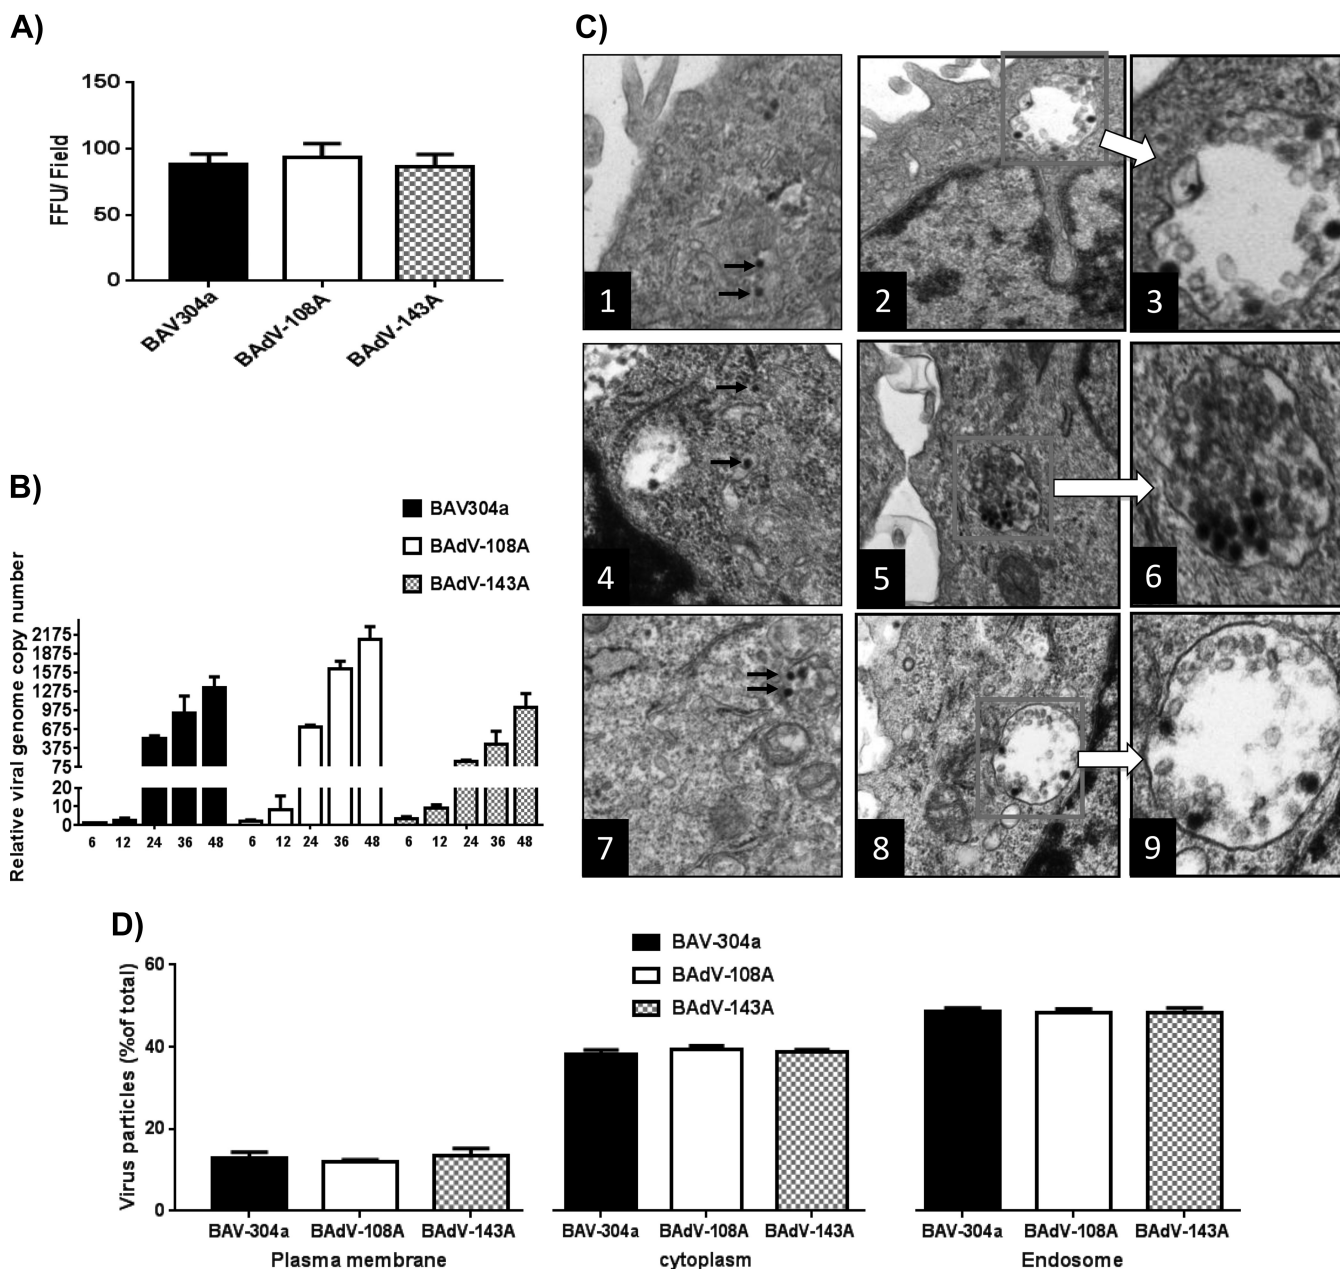 A)
150
100
50
0
FFU/ Field
BAV304a
BAdV-108A
BAdV-143A
B)
BAV304a
BAdV-108A
BAdV-143A
Relative viral genome copy number
2175
1875
1575
1275
975
675
375
75
20
10
0
6 12 24 36 48 6 12 24 36 48 6 12 24 36 48
C)
1 2 3
4 5 6
7 8 9
D)
BAV-304a
BAdV-108A
BAdV-143A
Virus particles (%of total)
60
40
20
0
BAV-304a BAdV-108A BAdV-143A BAV-304a BAdV-108A BAdV-143A BAV-304a BAdV-108A BAdV-143A
Plasma membrane cytoplasm Endosome